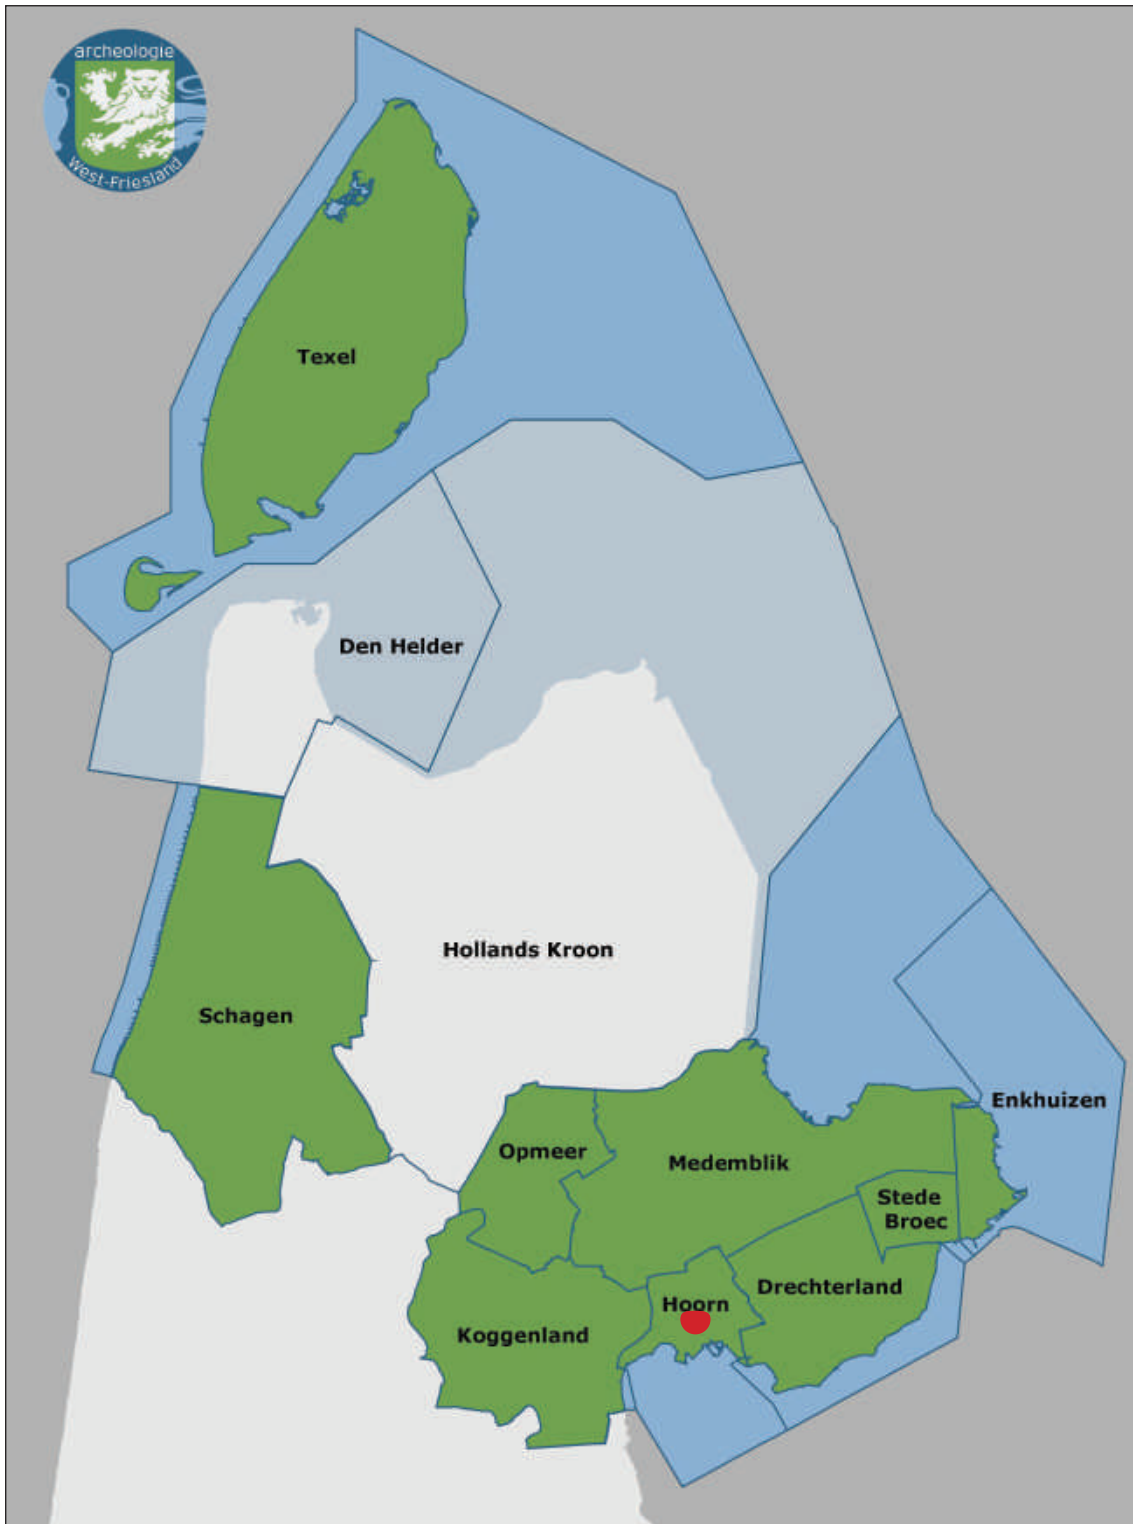 archeologie
West-Friesland
Texel
Den Helder
Hollands Kroon
Schagen
Enkhuizen
Opmeer
Medemblik
Stede
Broec
Drechterland
Hoorn
Koggenland